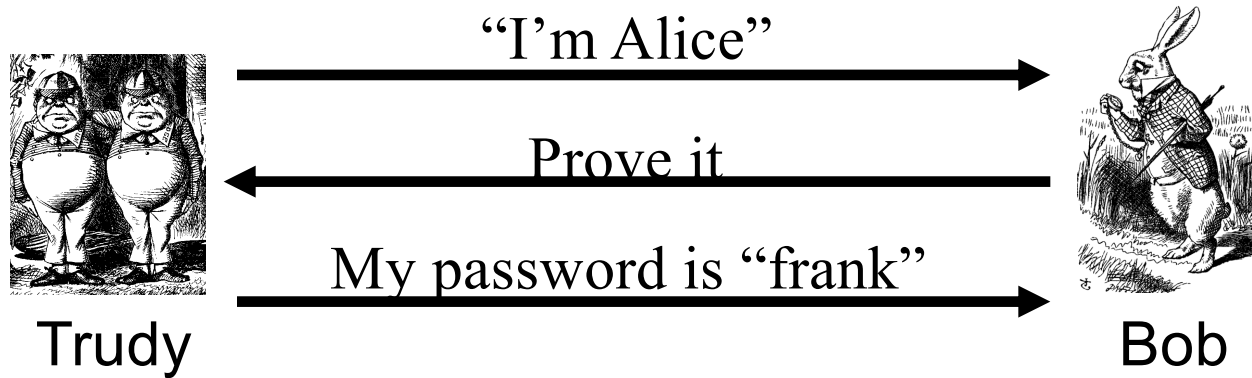 “I’m Alice”
Prove it
My password is “frank”
Trudy
Bob